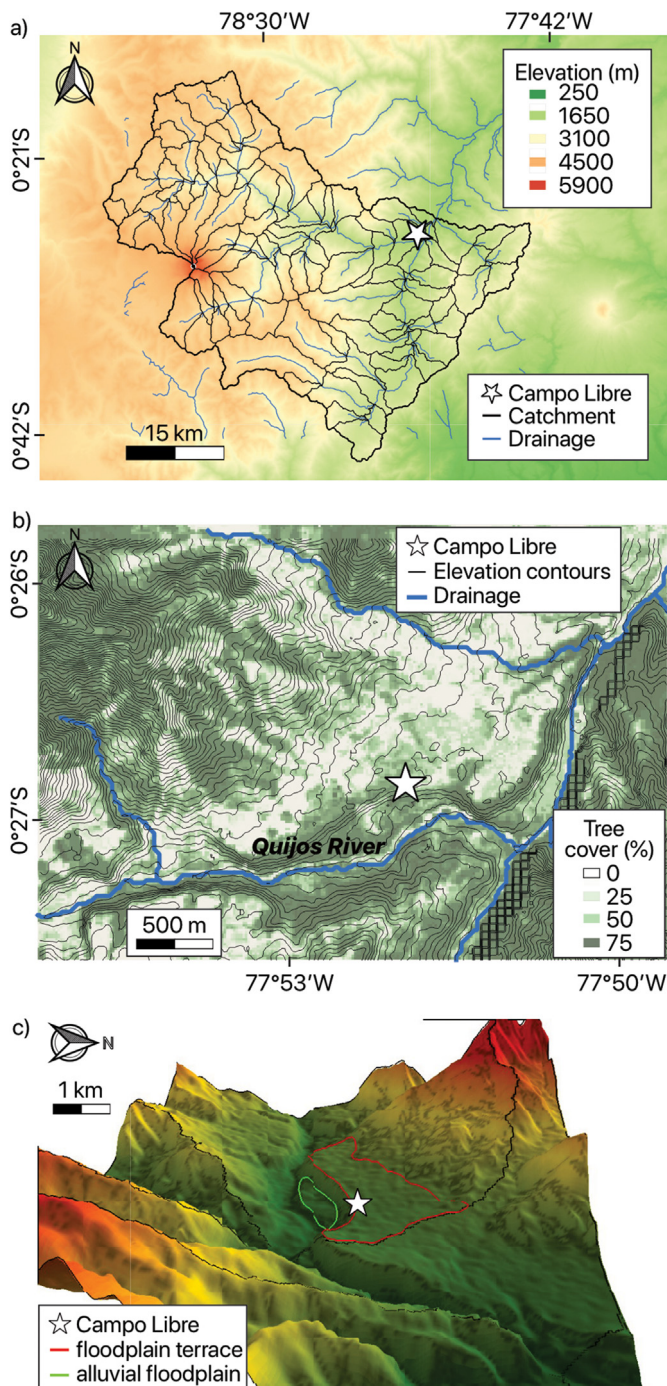 a)
78°30'W
77°42'W
N
Elevation (m)
250
1650
3100
4500
5900
0°21'S
0°42'S
15 km
Campo Libre
Catchment
Drainage
b)
N
Campo Libre
Elevation contours
Drainage
0°26'S
0°27'S
Quijos River
500 m
Tree
cover (%)
0
25
50
75
77°53'W
77°50'W
c)
N
1 km
Campo Libre
floodplain terrace
alluvial floodplain